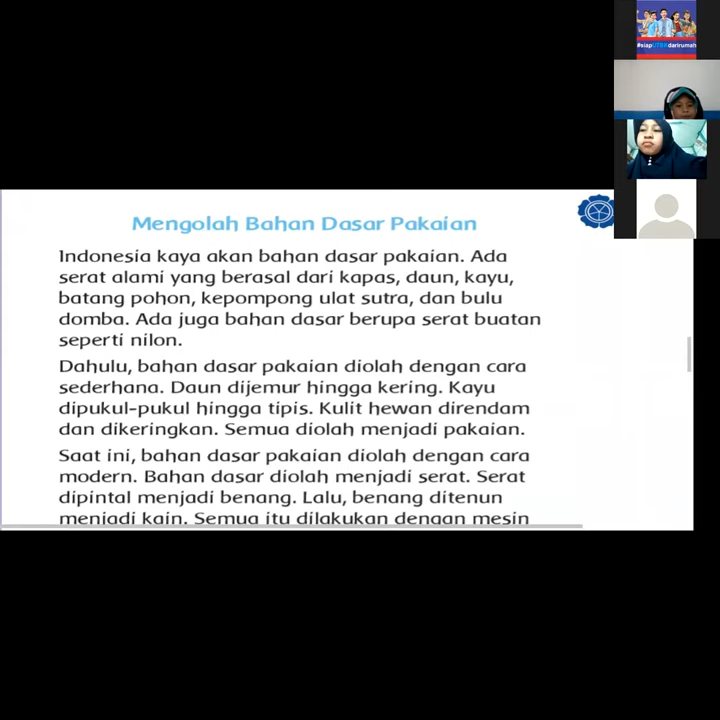 #siapUTBKdarirumah
Mengolah Bahan Dasar Pakaian
Indonesia kaya akan bahan dasar pakaian. Ada
serat alami yang berasal dari kapas, daun, kayu,
batang pohon, kepompong ulat sutra, dan bulu
domba. Ada juga bahan dasar berupa serat buatan
seperti nilon.
Dahulu, bahan dasar pakaian diolah dengan cara
sederhana. Daun dijemur hingga kering. Kayu
dipukul-pukul hingga tipis. Kulit hewan direndam
dan dikeringkan. Semua diolah menjadi pakaian.
Saat ini, bahan dasar pakaian diolah dengan cara
modern. Bahan dasar diolah menjadi serat. Serat
dipintal menjadi benang. Lalu, benang ditenun
menjadi kain. Semua itu dilakukan dengan mesin